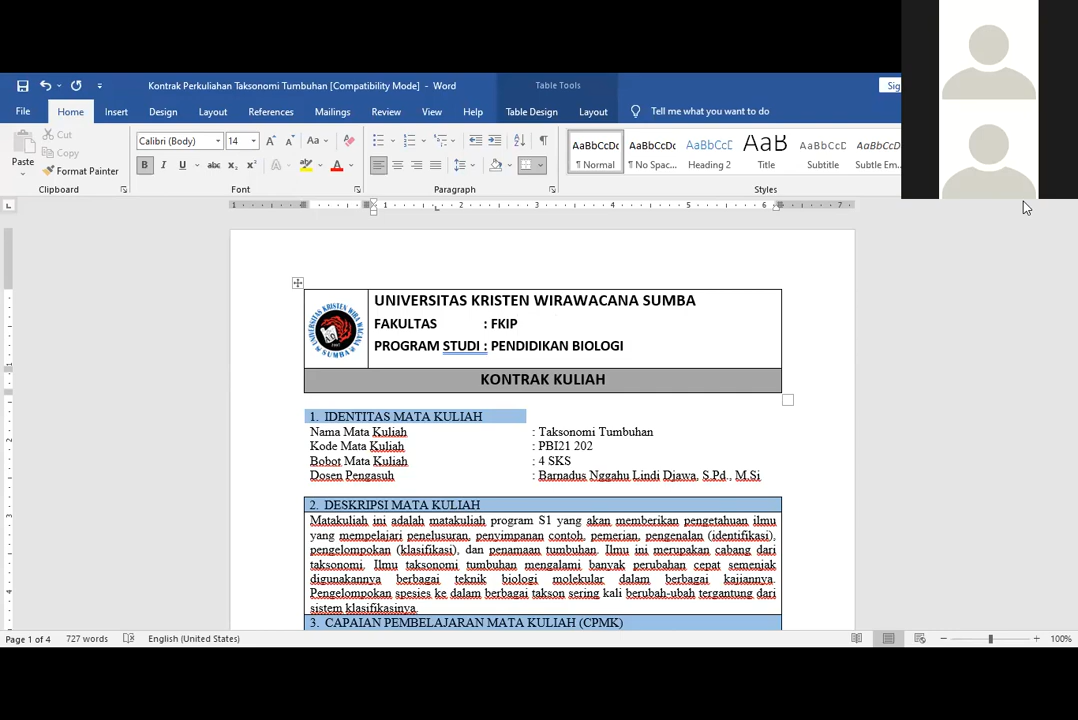 Kontrak Perkuliahan Taksonomi Tumbuhan [Compatibility Mode] - Word
Table Tools
File Home Insert Design Layout References Mailings Review View Help Table Design Layout Tell me what you want to do
Cut
Copy
Format Painter
Paste
Clipboard
Calibri (Body) 14
Font
Paragraph
AaBbCcDc AaBbCcDc AaBbCcD AaB AaBbCcD AaBbCcD
¶ Normal ¶ No Spac... Heading 2 Title Subtitle Subtle Em...
Styles
UNIVERSITAS KRISTEN WIRAWACANA SUMBA
FAKULTAS : FKIP
PROGRAM STUDI : PENDIDIKAN BIOLOGI
KONTRAK KULIAH
1. IDENTITAS MATA KULIAH
Nama Mata Kuliah : Taksonomi Tumbuhan
Kode Mata Kuliah : PBI21 202
Bobot Mata Kuliah : 4 SKS
Dosen Pengasuh : Barnadus Nggahu Lindi Djawa, S.Pd., M.Si
2. DESKRIPSI MATA KULIAH
Matakuliah ini adalah matakuliah program S1 yang akan memberikan pengetahuan ilmu
yang mempelajari penelusuran, penyimpanan contoh, pemerian, pengenalan (identifikasi),
pengelompokan (klasifikasi), dan penamaan tumbuhan. Ilmu ini merupakan cabang dari
taksonomi. Ilmu taksonomi tumbuhan mengalami banyak perubahan cepat semenjak
digunakannya berbagai teknik biologi molekular dalam berbagai kajiannya.
Pengelompokan spesies ke dalam berbagai takson sering kali berubah-ubah tergantung dari
sistem klasifikasinya.
3. CAPAIAN PEMBELAJARAN MATA KULIAH (CPMK)
Page 1 of 4 727 words English (United States) 100%